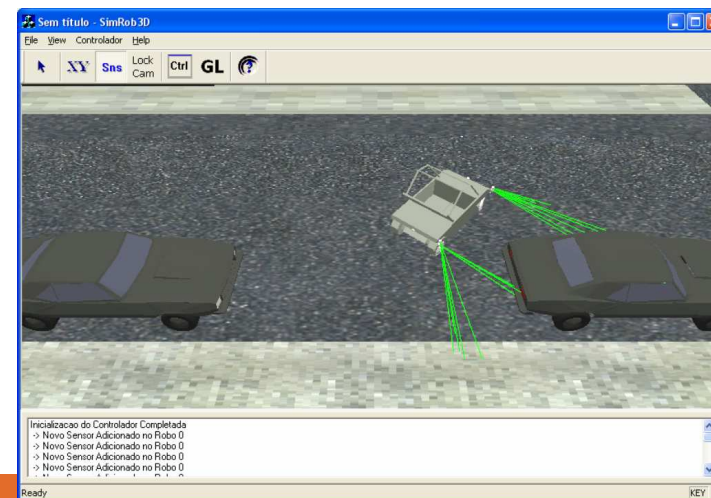 Sem título - SimRob3D
File View Controlador Help
XY Sns Lock Cam Ctrl GL ?
Inicializacao do Controlador Completada
-> Novo Sensor Adicionado no Robo 0
-> Novo Sensor Adicionado no Robo 0
-> Novo Sensor Adicionado no Robo 0
-> Novo Sensor Adicionado no Robo 0
Ready KEY